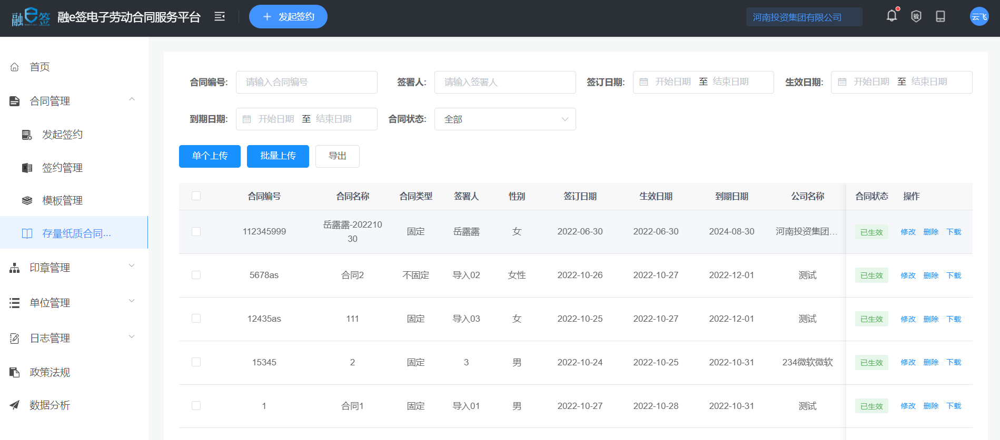 融e签 融e签电子劳动合同服务平台 发起签约 河南投资集团有限公司 云飞
首页
合同管理
发起签约
签约管理
模板管理
存量纸质合同...
印章管理
单位管理
日志管理
政策法规
数据分析
合同编号: 请输入合同编号 签署人: 请输入签署人 签订日期: 开始日期 至 结束日期 生效日期: 开始日期 至 结束日期
到期日期: 开始日期 至 结束日期 合同状态: 全部
单个上传 批量上传 导出
合同编号 合同名称 合同类型 签署人 性别 签订日期 生效日期 到期日期 公司名称 合同状态 操作
112345999 岳露露-202210
30 固定 岳露露 女 2022-06-30 2022-06-30 2024-08-30 河南投资集团... 已生效 修改 删除 下载
5678as 合同2 不固定 导入02 女性 2022-10-26 2022-10-27 2022-12-01 测试 已生效 修改 删除 下载
12435as 111 固定 导入03 女 2022-10-25 2022-10-27 2022-12-01 测试 已生效 修改 删除 下载
15345 2 固定 3 男 2022-10-24 2022-10-25 2022-10-31 234微软微软 已生效 修改 删除 下载
1 合同1 固定 导入01 男 2022-10-27 2022-10-28 2022-10-31 测试 已生效 修改 删除 下载